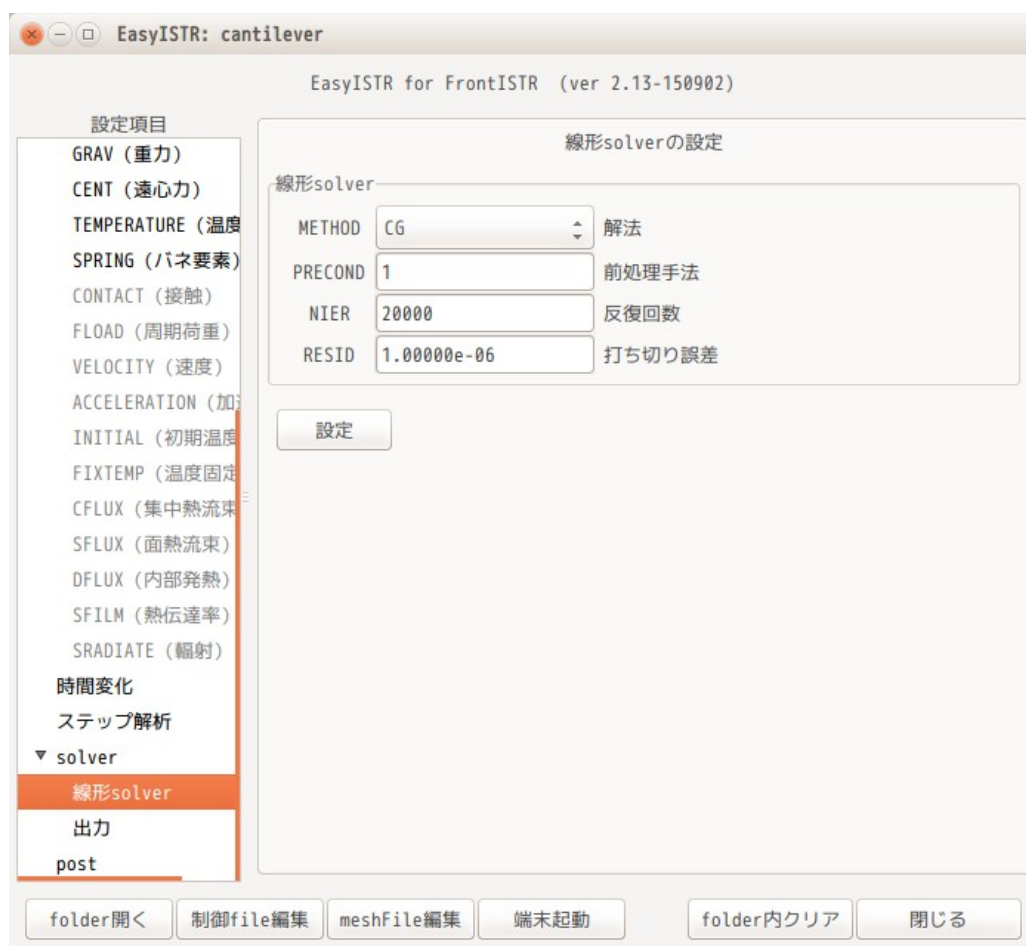 EasyISTR: cantilever
EasyISTR for FrontISTR (ver 2.13-150902)
設定項目
GRAV (重力)
CENT (遠心力)
TEMPERATURE (温度
SPRING (バネ要素)
CONTACT (接触)
FLOAD (周期荷重)
VELOCITY (速度)
ACCELERATION (加速
INITIAL (初期温度
FIXTEMP (温度固定
CFLUX (集中熱流束
SFLUX (面熱流束)
DFLUX (内部発熱)
SFILM (熱伝達率)
SRADIATE (輻射)
時間変化
ステップ解析
solver
線形solver
出力
post
線形solverの設定
線形solver
METHOD CG 解法
PRECOND 1 前処理手法
NIER 20000 反復回数
RESID 1.00000e-06 打ち切り誤差
設定
folder開く 制御file編集 meshFile編集 端末起動 folder内クリア 閉じる